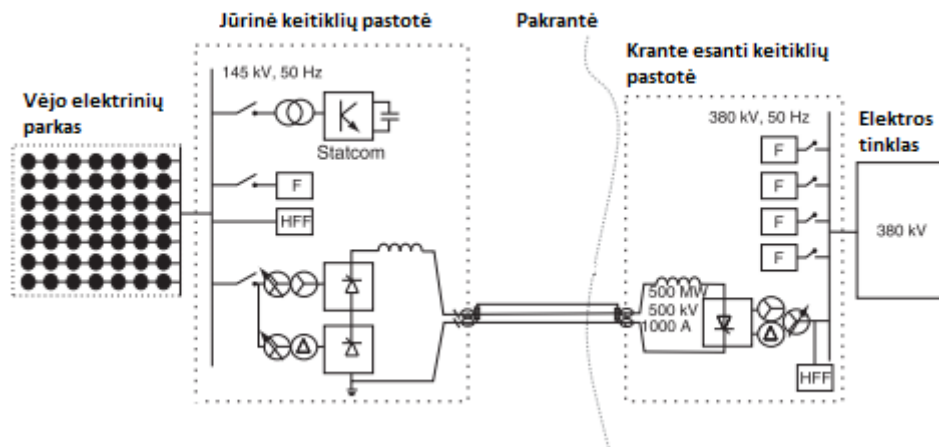 Jūrinė keitiklių pastotė
Pakrantė
Krante esanti keitiklių
pastotė
Vėjo elektrinių
parkas
145 kV, 50 Hz
Statcom
F
HFF
380 kV, 50 Hz
F
F
F
F
Elektros
tinklas
380 kV
500 MW
500 kV
1000 A
HFF